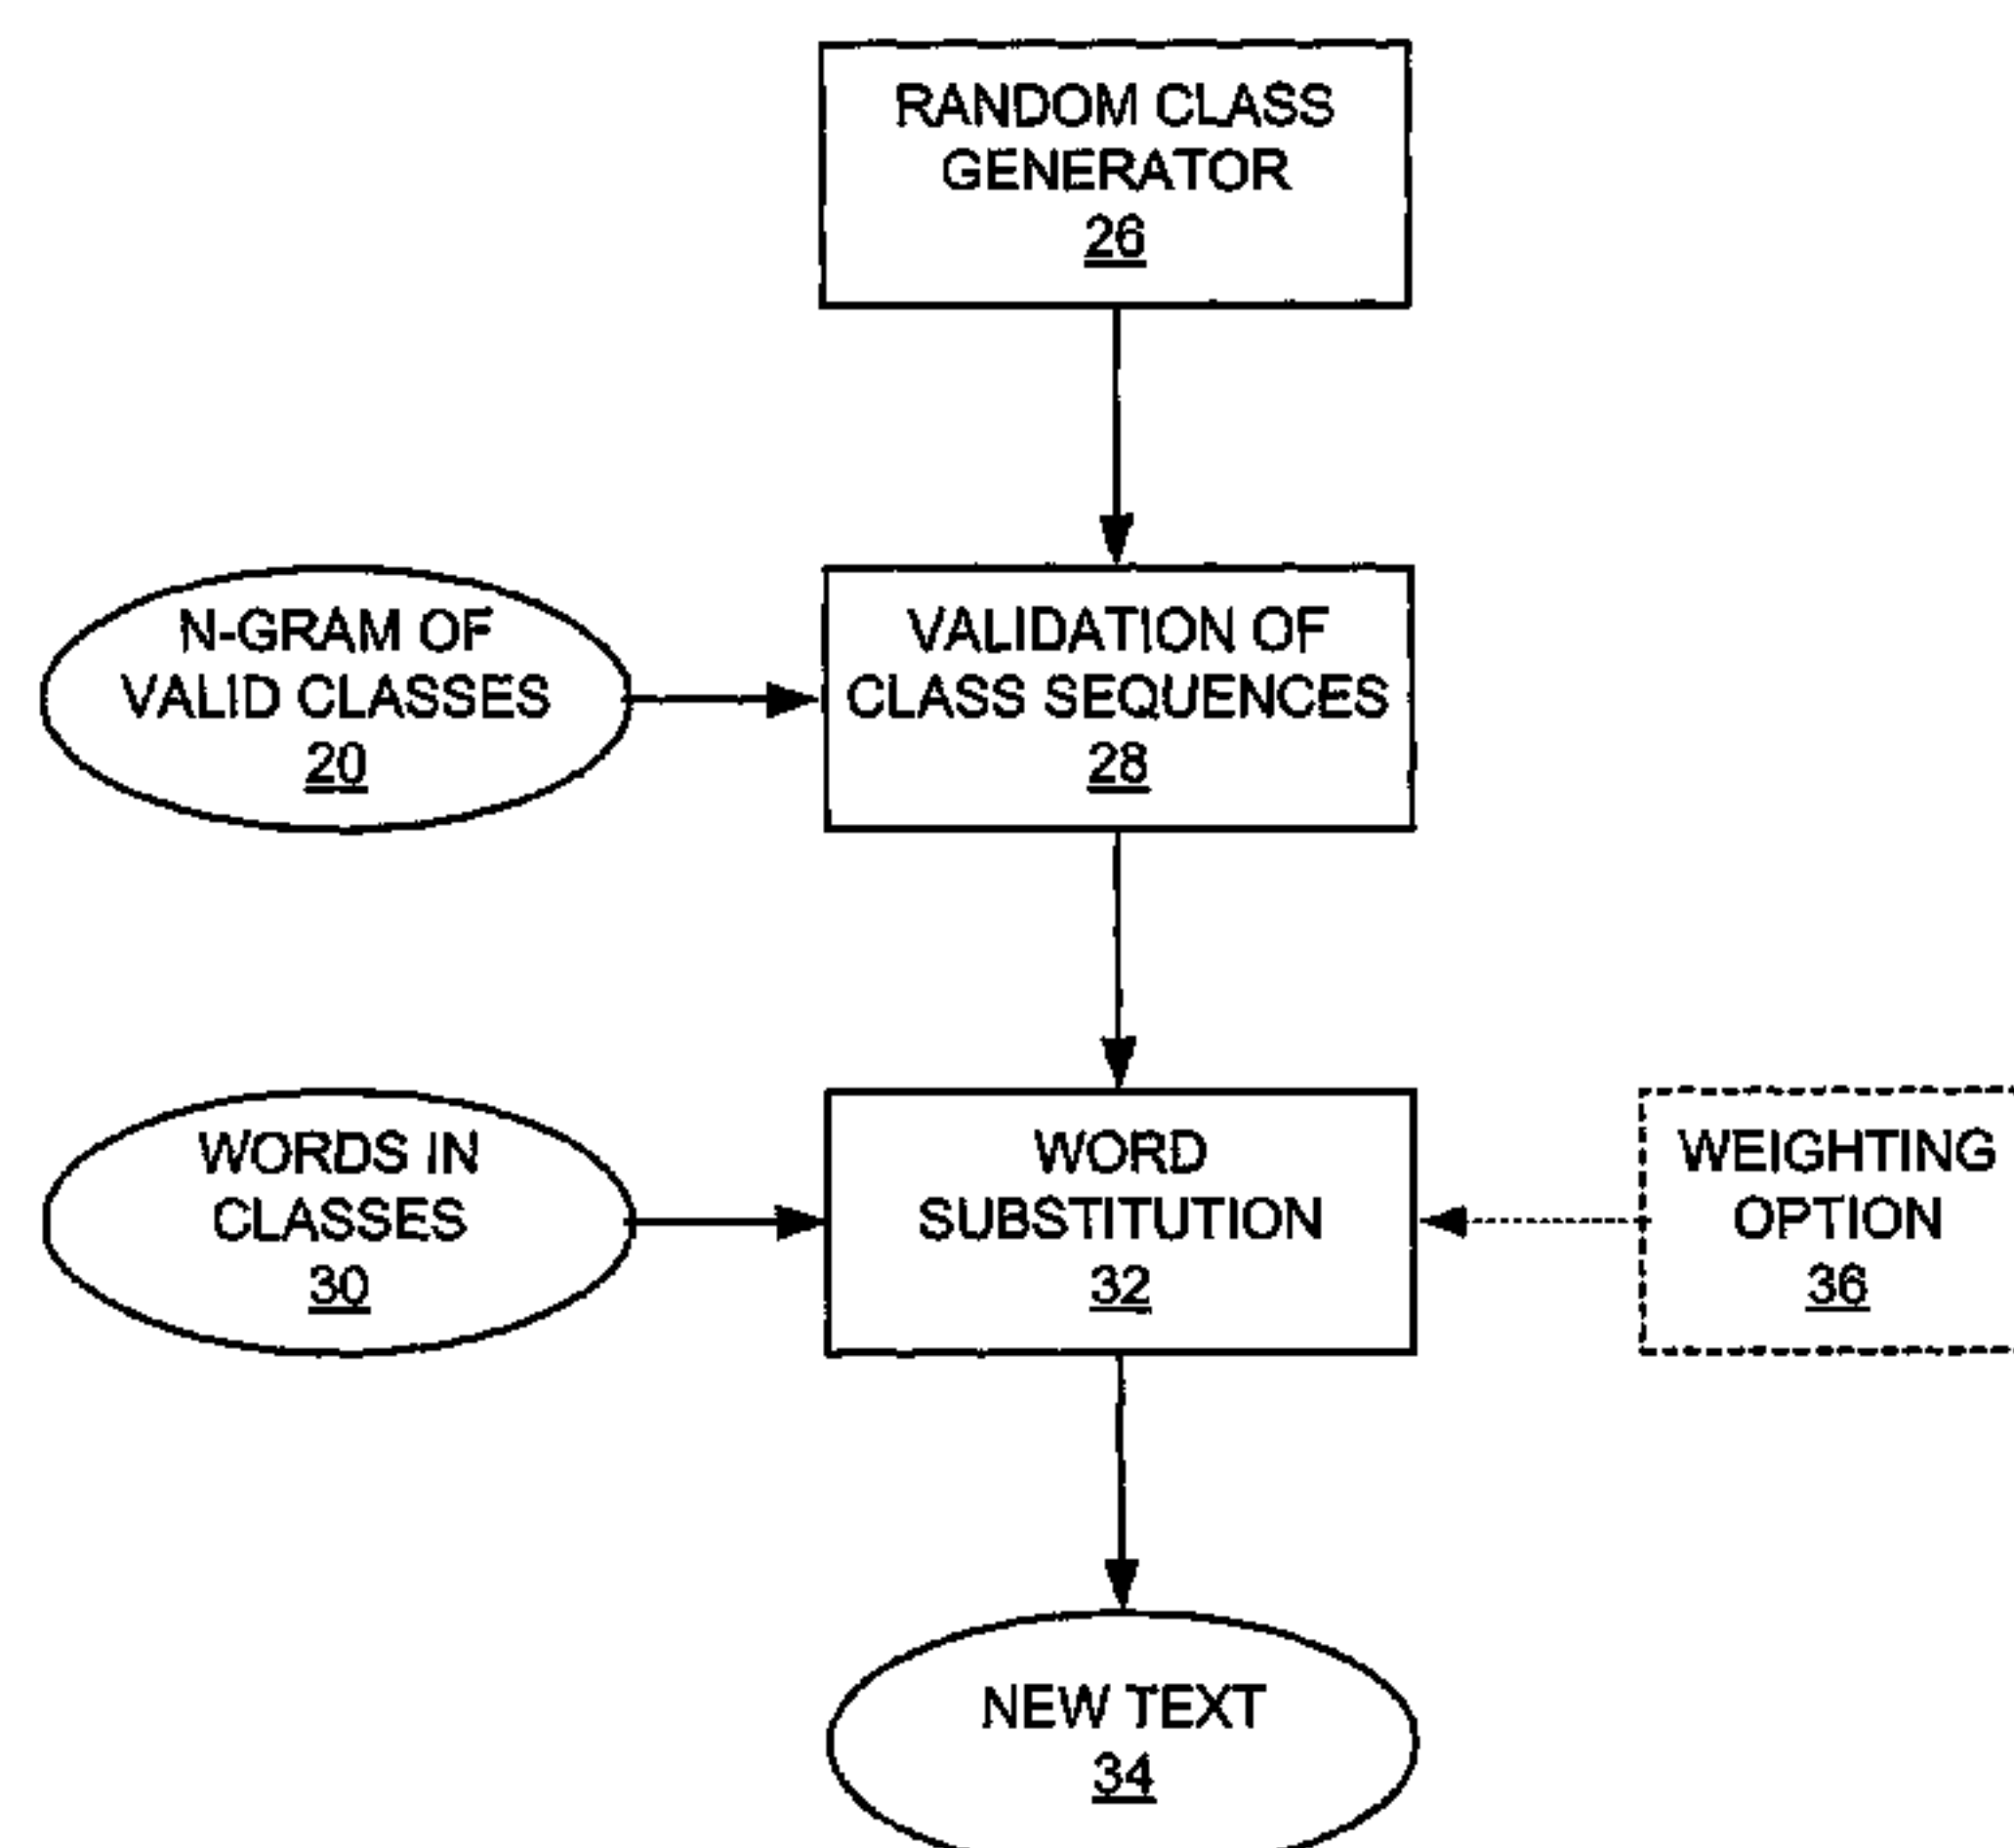 RANDOM CLASS
GENERATOR
26
N-GRAM OF
VALID CLASSES
20
VALIDATION OF
CLASS SEQUENCES
28
WORDS IN
CLASSES
30
WORD
SUBSTITUTION
32
WEIGHTING
OPTION
36
NEW TEXT
34